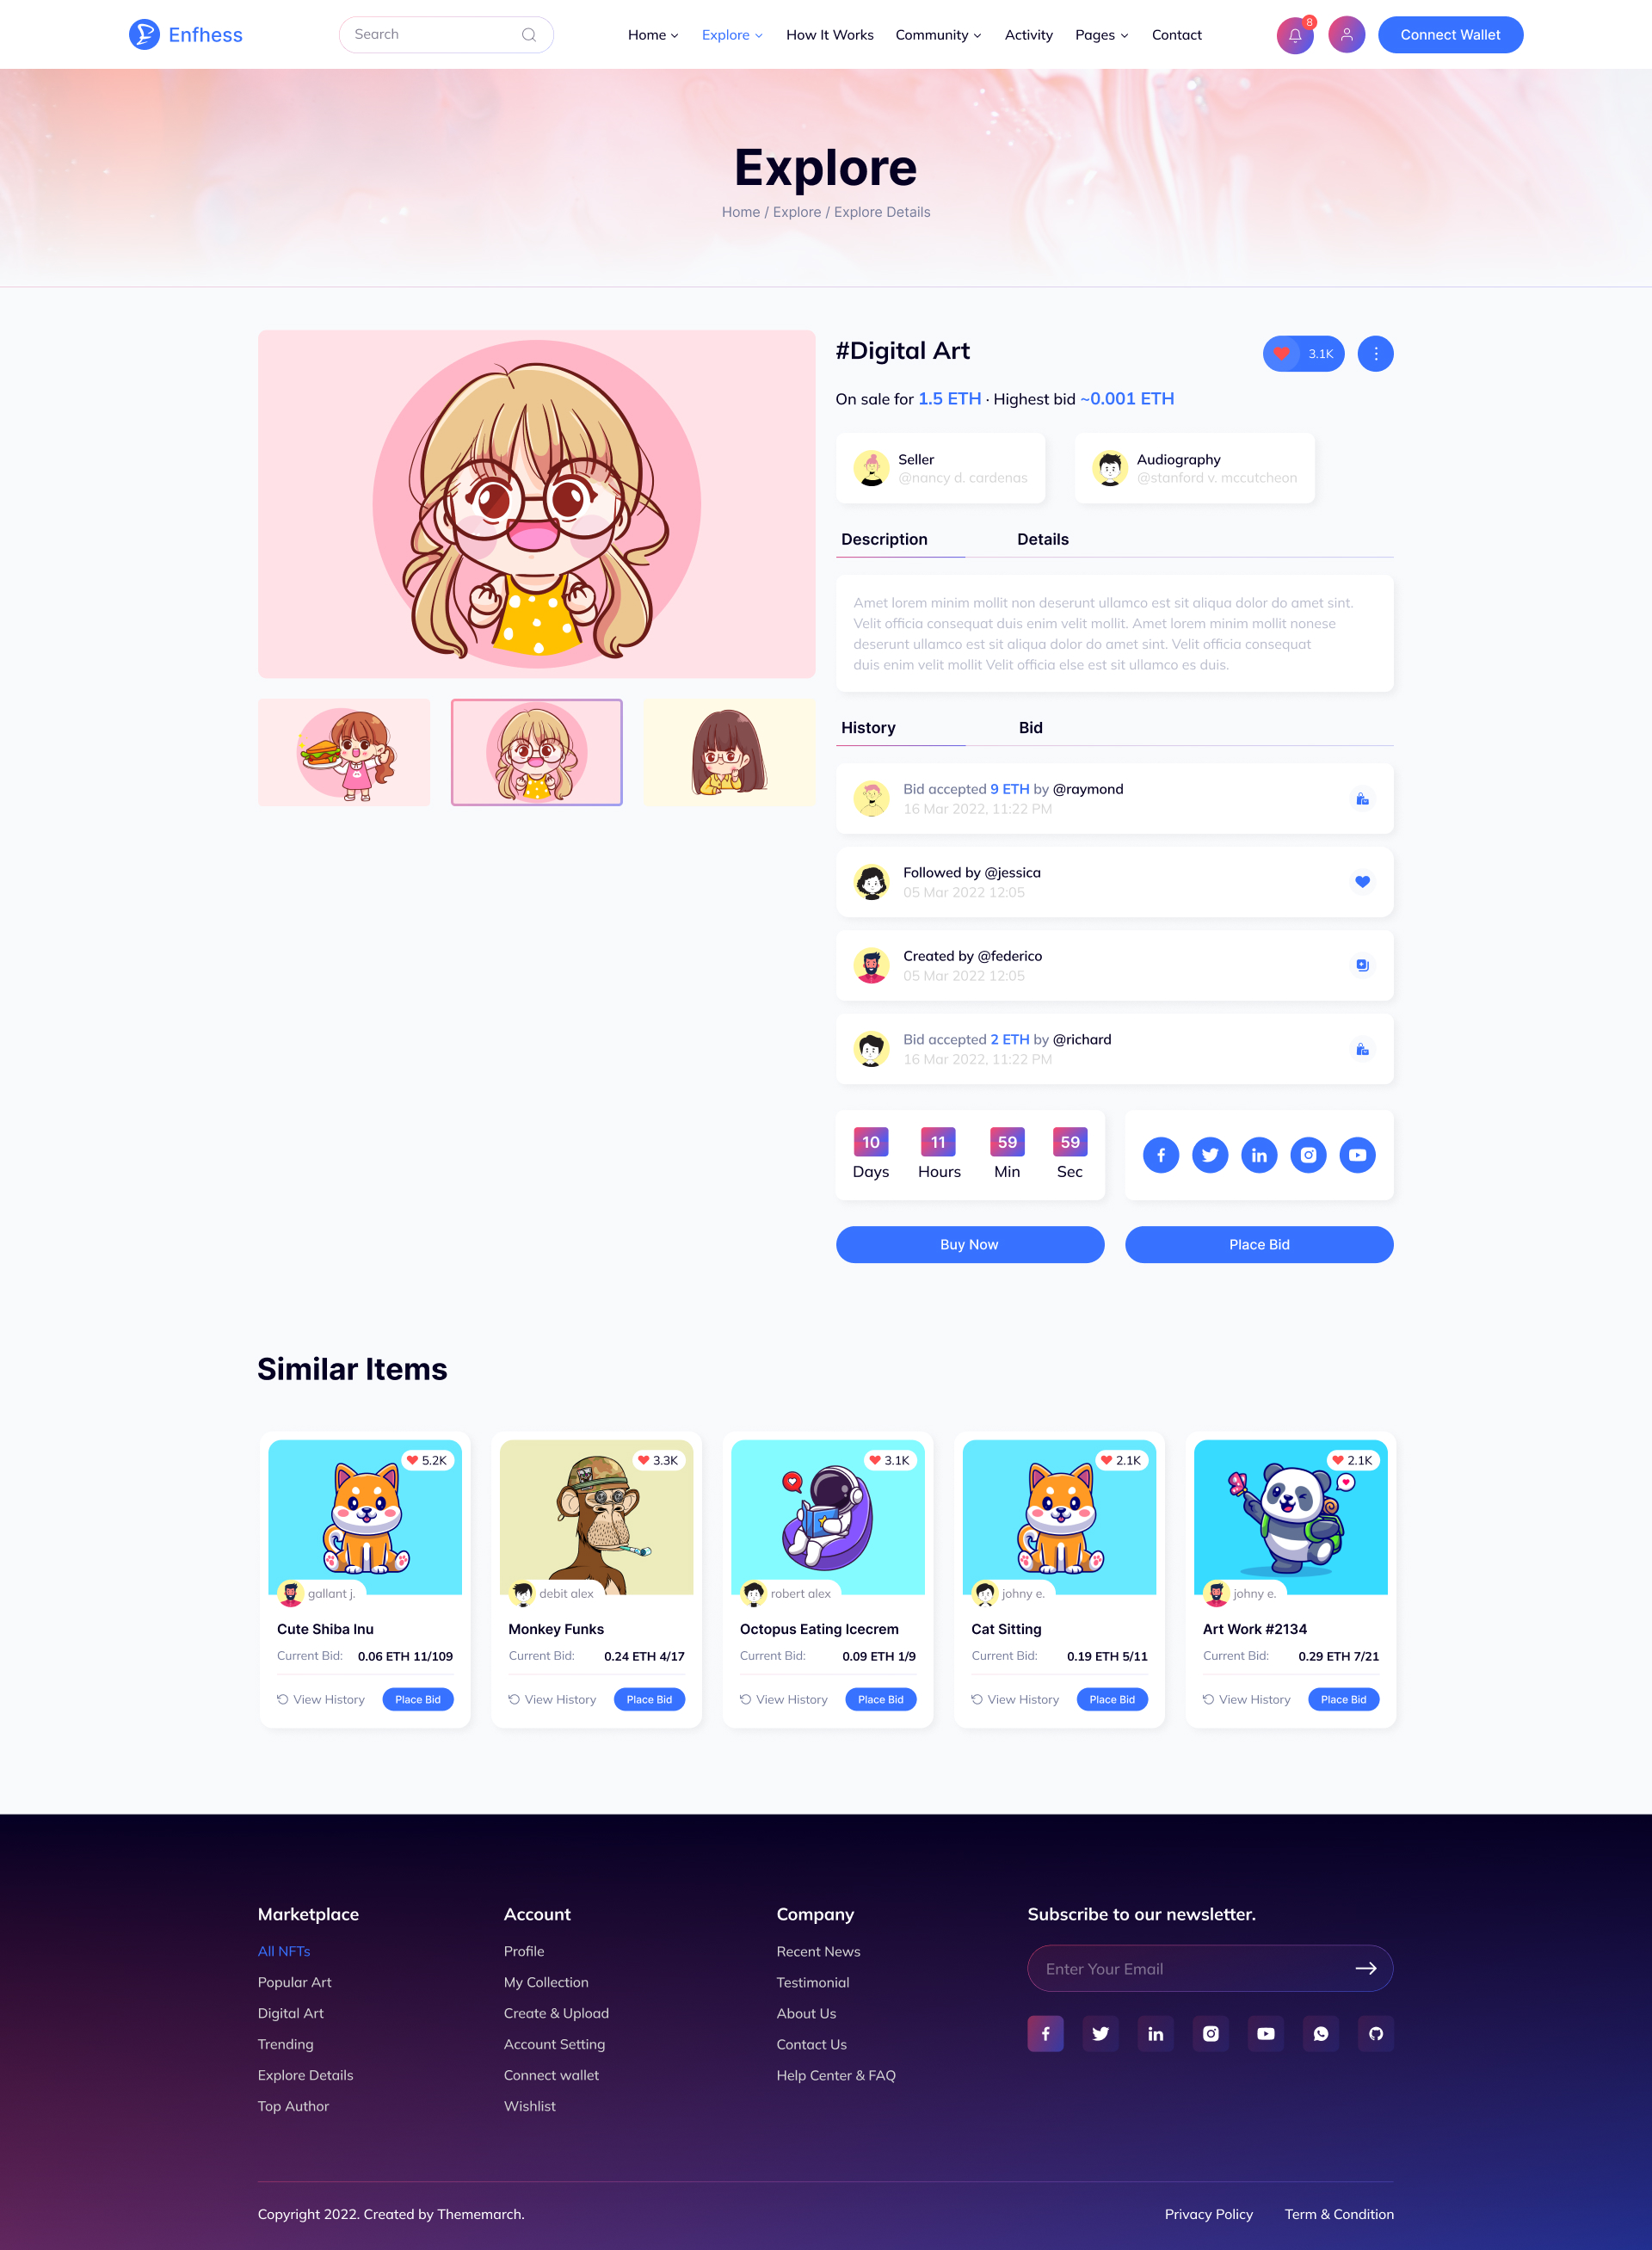 Enfhess
Search
Home
Explore
How It Works
Community
Activity
Pages
Contact
8
Connect Wallet
Explore
Home / Explore / Explore Details
#Digital Art
3.1K
On sale for 1.5 ETH · Highest bid ~0.001 ETH
Seller
@nancy d. cardenas
Audiography
@stanford v. mccutcheon
Description
Details
Amet lorem minim mollit non deserunt ullamco est sit aliqua dolor do amet sint.
Velit officia consequat duis enim velit mollit. Amet lorem minim mollit nonese
deserunt ullamco est sit aliqua dolor do amet sint. Velit officia consequat
duis enim velit mollit Velit officia else est sit ullamco es duis.
History
Bid
Bid accepted 9 ETH by @raymond
16 Mar 2022, 11:22 PM
Followed by @jessica
05 Mar 2022 12:05
Created by @federico
05 Mar 2022 12:05
Bid accepted 2 ETH by @richard
16 Mar 2022, 11:22 PM
10
Days
11
Hours
59
Min
59
Sec
Buy Now
Place Bid
Similar Items
5.2K
gallant j.
Cute Shiba Inu
Current Bid: 0.06 ETH 11/109
View History
Place Bid
3.3K
debit alex
Monkey Funks
Current Bid: 0.24 ETH 4/17
View History
Place Bid
3.1K
robert alex
Octopus Eating Icecrem
Current Bid: 0.09 ETH 1/9
View History
Place Bid
2.1K
johny e.
Cat Sitting
Current Bid: 0.19 ETH 5/11
View History
Place Bid
2.1K
johny e.
Art Work #2134
Current Bid: 0.29 ETH 7/21
View History
Place Bid
Marketplace
All NFTs
Popular Art
Digital Art
Trending
Explore Details
Top Author
Account
Profile
My Collection
Create & Upload
Account Setting
Connect wallet
Wishlist
Company
Recent News
Testimonial
About Us
Contact Us
Help Center & FAQ
Subscribe to our newsletter.
Enter Your Email
Copyright 2022. Created by Thememarch.
Privacy Policy
Term & Condition